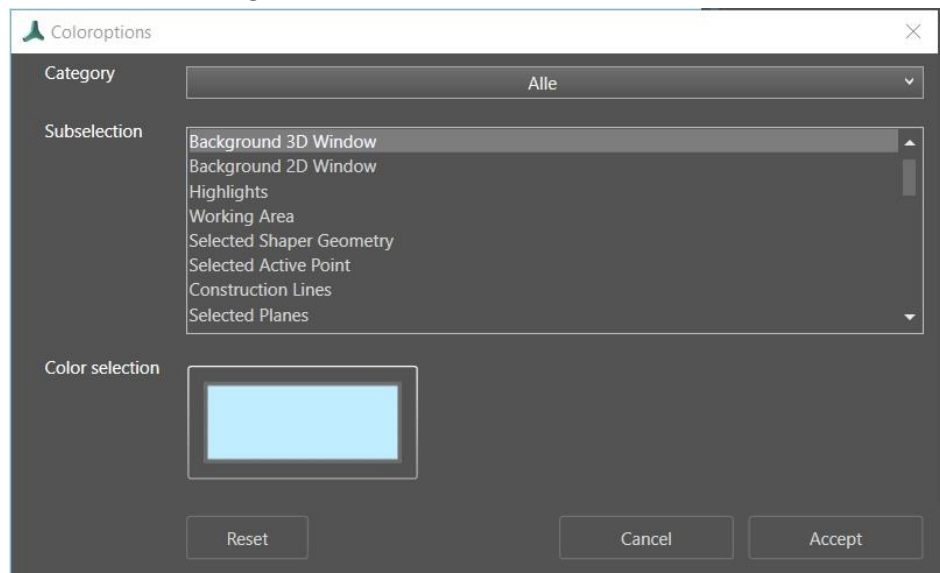 Coloroptions
Category
Alle
Subselection
Background 3D Window
Background 2D Window
Highlights
Working Area
Selected Shaper Geometry
Selected Active Point
Construction Lines
Selected Planes
Color selection
Reset
Cancel
Accept